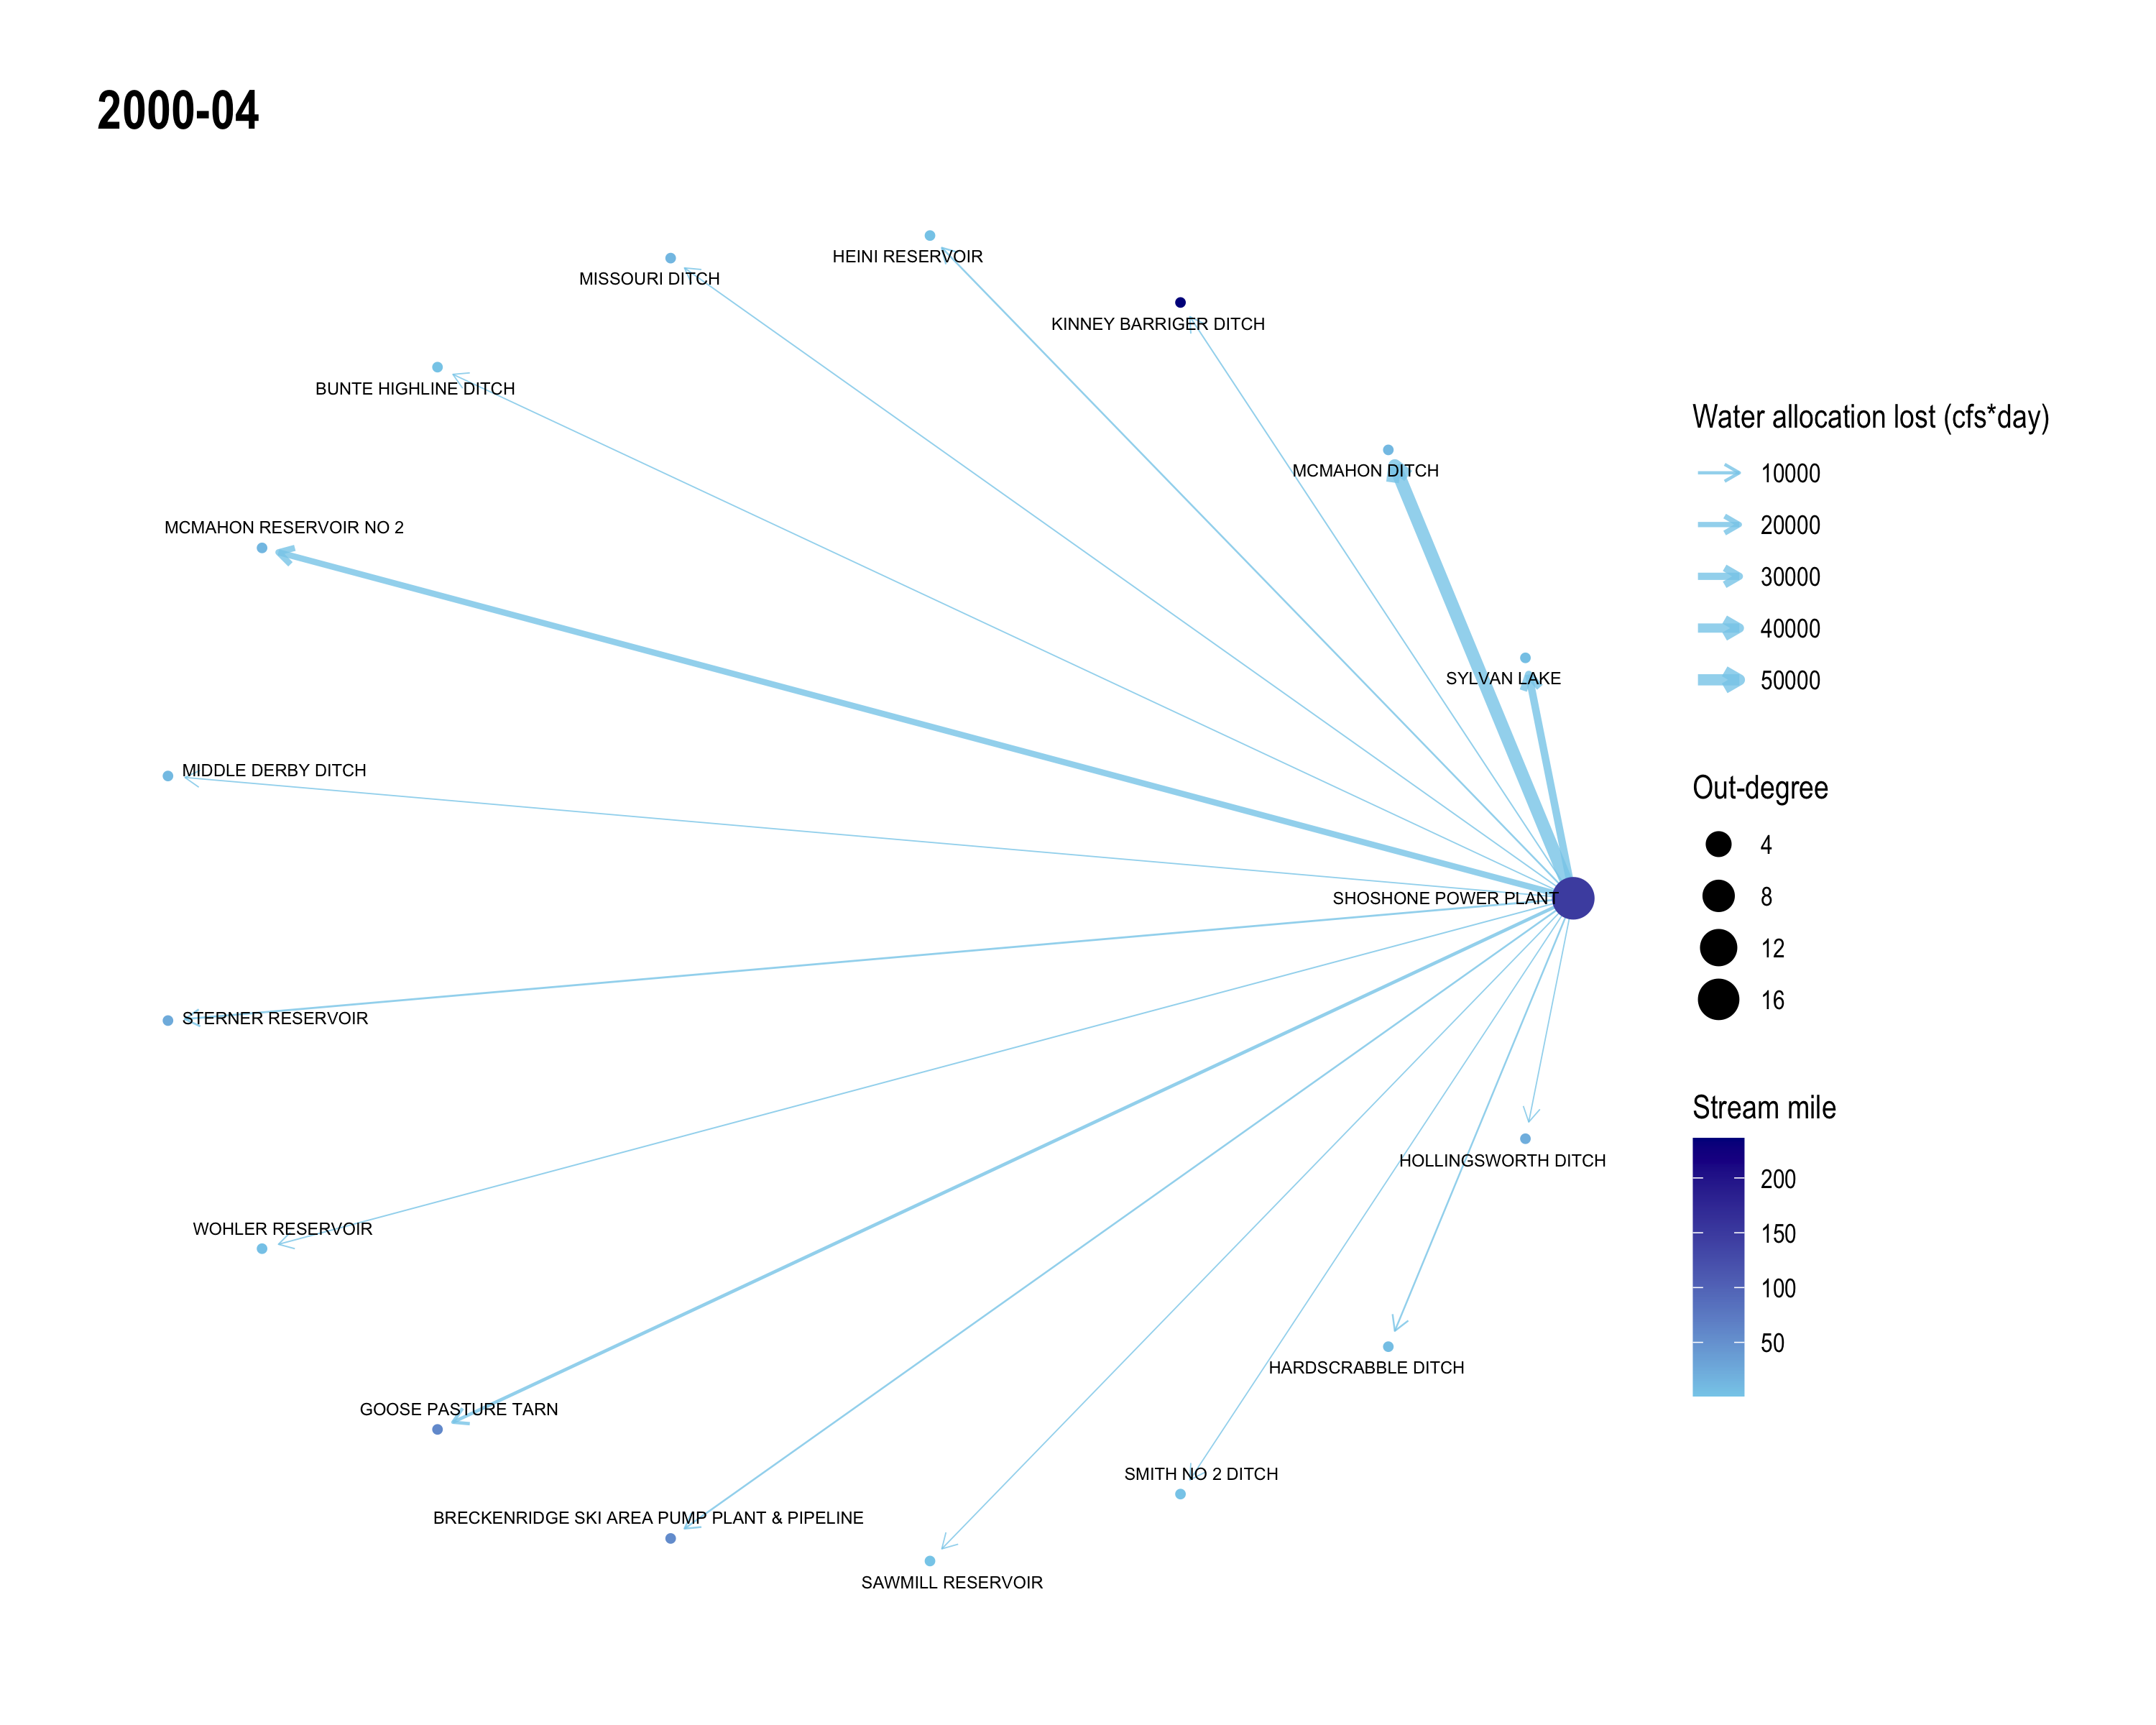 2000-04
HEINI RESERVOIR
MISSOURI DITCH
KINNEY BARRIGER DITCH
BUNTE HIGHLINE DITCH
MCMAHON DITCH
MCMAHON RESERVOIR NO 2
SYLVAN LAKE
MIDDLE DERBY DITCH
SHOSHONE POWER PLANT
STERNER RESERVOIR
HOLLINGSWORTH DITCH
WOHLER RESERVOIR
HARDSCRABBLE DITCH
GOOSE PASTURE TARN
SMITH NO 2 DITCH
BRECKENRIDGE SKI AREA PUMP PLANT & PIPELINE
SAWMILL RESERVOIR
Water allocation lost (cfs*day)
10000
20000
30000
40000
50000
Out-degree
4
8
12
16
Stream mile
200
150
100
50